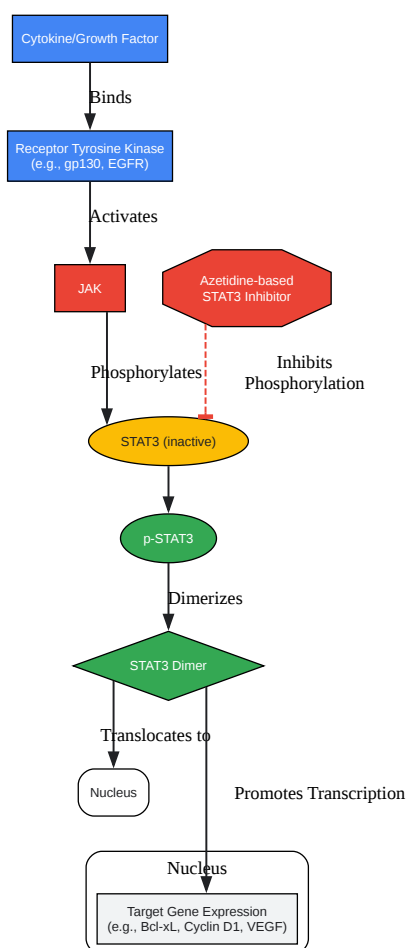 Cytokine/Growth Factor
Binds
Receptor Tyrosine Kinase
(e.g., gp130, EGFR)
Activates
JAK
Azetidine-based
STAT3 Inhibitor
Phosphorylates
Inhibits
Phosphorylation
STAT3 (inactive)
p-STAT3
Dimerizes
STAT3 Dimer
Translocates to
Nucleus
Promotes Transcription
Nucleus
Target Gene Expression
(e.g., Bcl-xL, Cyclin D1, VEGF)